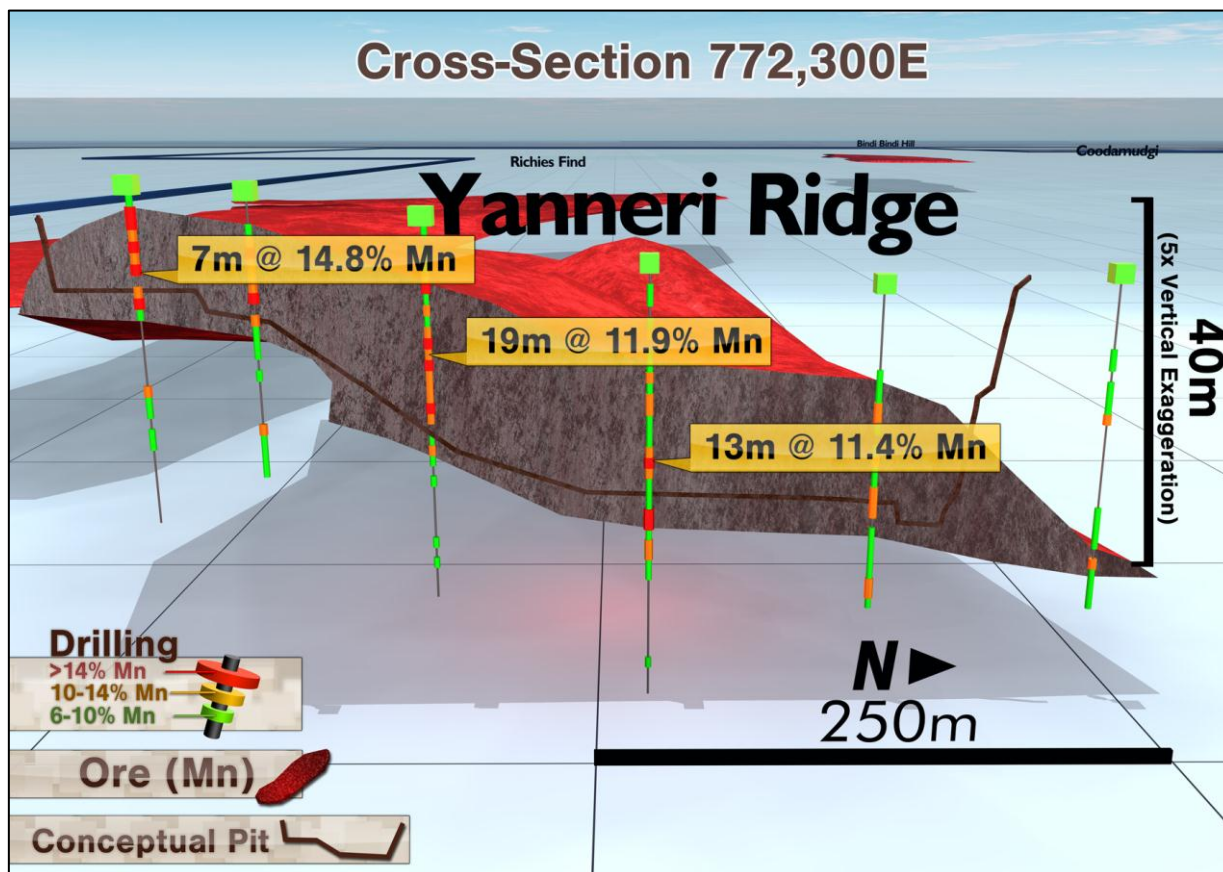 Cross-Section 772,300E
Bindi Bindi Hill
Coodamudgi
Richies Find
Yanneri Ridge
7m @ 14.8% Mn
19m @ 11.9% Mn
13m @ 11.4% Mn
40m
(5x Vertical Exaggeration)
N
250m
Drilling
>14% Mn
10-14% Mn
6-10% Mn
Ore (Mn)
Conceptual Pit